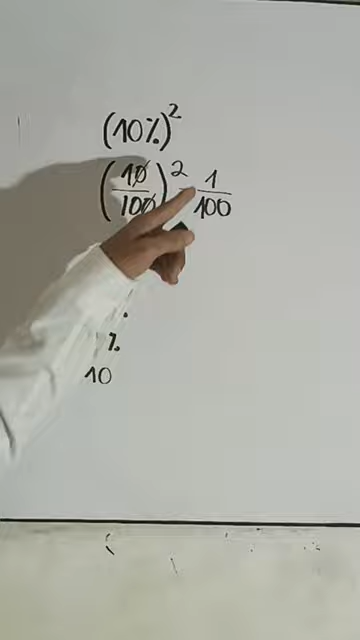 (10%)²
(10/100)² = 1/100
%
10